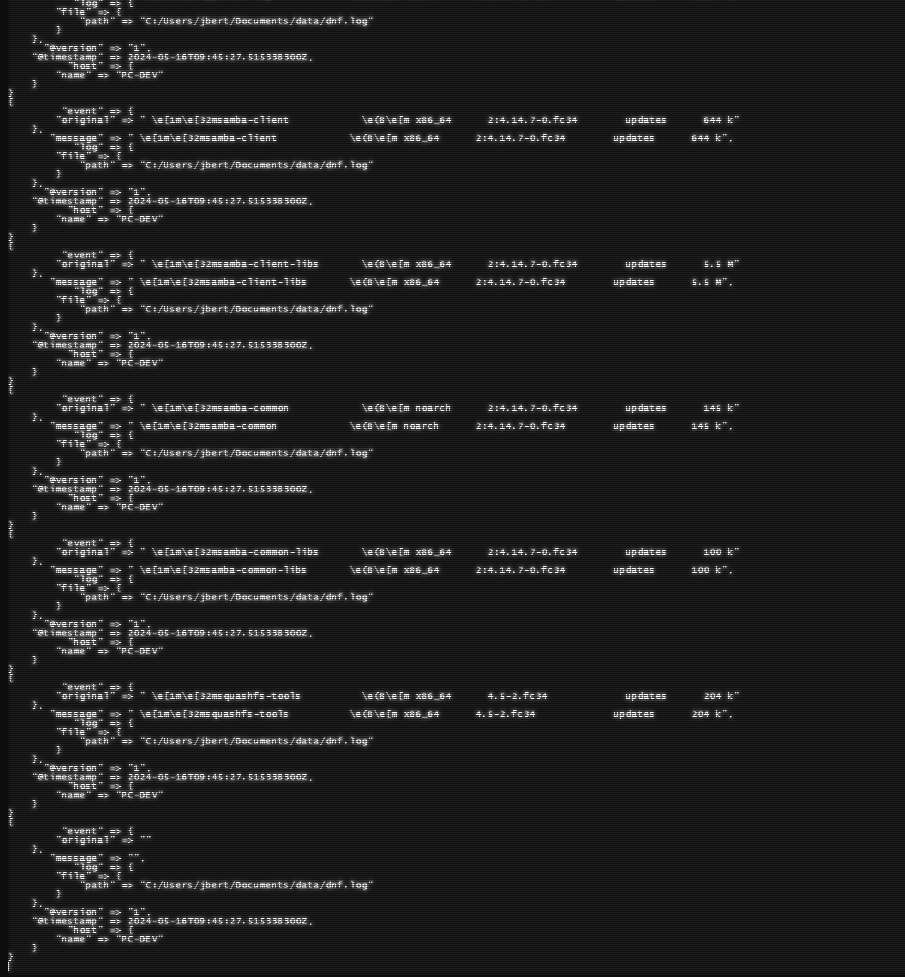 "log" => {
"file" => {
"path" => "C:/Users/jbert/Documents/data/dnf.log"
}
},
"@version" => "1",
"@timestamp" => 2024-05-16T09:45:27.515338300Z,
"host" => {
"name" => "PC-DEV"
}
}
{
"event" => {
"original" => " \e[1m\e[32msamba-client            \e(B\e[m x86_64      2:4.14.7-0.fc34        updates      644 k"
},
"message" => " \e[1m\e[32msamba-client            \e(B\e[m x86_64      2:4.14.7-0.fc34        updates      644 k",
"log" => {
"file" => {
"path" => "C:/Users/jbert/Documents/data/dnf.log"
}
},
"@version" => "1",
"@timestamp" => 2024-05-16T09:45:27.515338300Z,
"host" => {
"name" => "PC-DEV"
}
}
{
"event" => {
"original" => " \e[1m\e[32msamba-client-libs       \e(B\e[m x86_64      2:4.14.7-0.fc34        updates      5.5 M"
},
"message" => " \e[1m\e[32msamba-client-libs       \e(B\e[m x86_64      2:4.14.7-0.fc34        updates      5.5 M",
"log" => {
"file" => {
"path" => "C:/Users/jbert/Documents/data/dnf.log"
}
},
"@version" => "1",
"@timestamp" => 2024-05-16T09:45:27.515338300Z,
"host" => {
"name" => "PC-DEV"
}
}
{
"event" => {
"original" => " \e[1m\e[32msamba-common            \e(B\e[m noarch      2:4.14.7-0.fc34        updates      145 k"
},
"message" => " \e[1m\e[32msamba-common            \e(B\e[m noarch      2:4.14.7-0.fc34        updates      145 k",
"log" => {
"file" => {
"path" => "C:/Users/jbert/Documents/data/dnf.log"
}
},
"@version" => "1",
"@timestamp" => 2024-05-16T09:45:27.515338300Z,
"host" => {
"name" => "PC-DEV"
}
}
{
"event" => {
"original" => " \e[1m\e[32msamba-common-libs       \e(B\e[m x86_64      2:4.14.7-0.fc34        updates      100 k"
},
"message" => " \e[1m\e[32msamba-common-libs       \e(B\e[m x86_64      2:4.14.7-0.fc34        updates      100 k",
"log" => {
"file" => {
"path" => "C:/Users/jbert/Documents/data/dnf.log"
}
},
"@version" => "1",
"@timestamp" => 2024-05-16T09:45:27.515338300Z,
"host" => {
"name" => "PC-DEV"
}
}
{
"event" => {
"original" => " \e[1m\e[32msquashfs-tools          \e(B\e[m x86_64      4.5-2.fc34             updates      204 k"
},
"message" => " \e[1m\e[32msquashfs-tools          \e(B\e[m x86_64      4.5-2.fc34             updates      204 k",
"log" => {
"file" => {
"path" => "C:/Users/jbert/Documents/data/dnf.log"
}
},
"@version" => "1",
"@timestamp" => 2024-05-16T09:45:27.515338300Z,
"host" => {
"name" => "PC-DEV"
}
}
{
"event" => {
"original" => ""
},
"message" => "",
"log" => {
"file" => {
"path" => "C:/Users/jbert/Documents/data/dnf.log"
}
},
"@version" => "1",
"@timestamp" => 2024-05-16T09:45:27.515338300Z,
"host" => {
"name" => "PC-DEV"
}
}